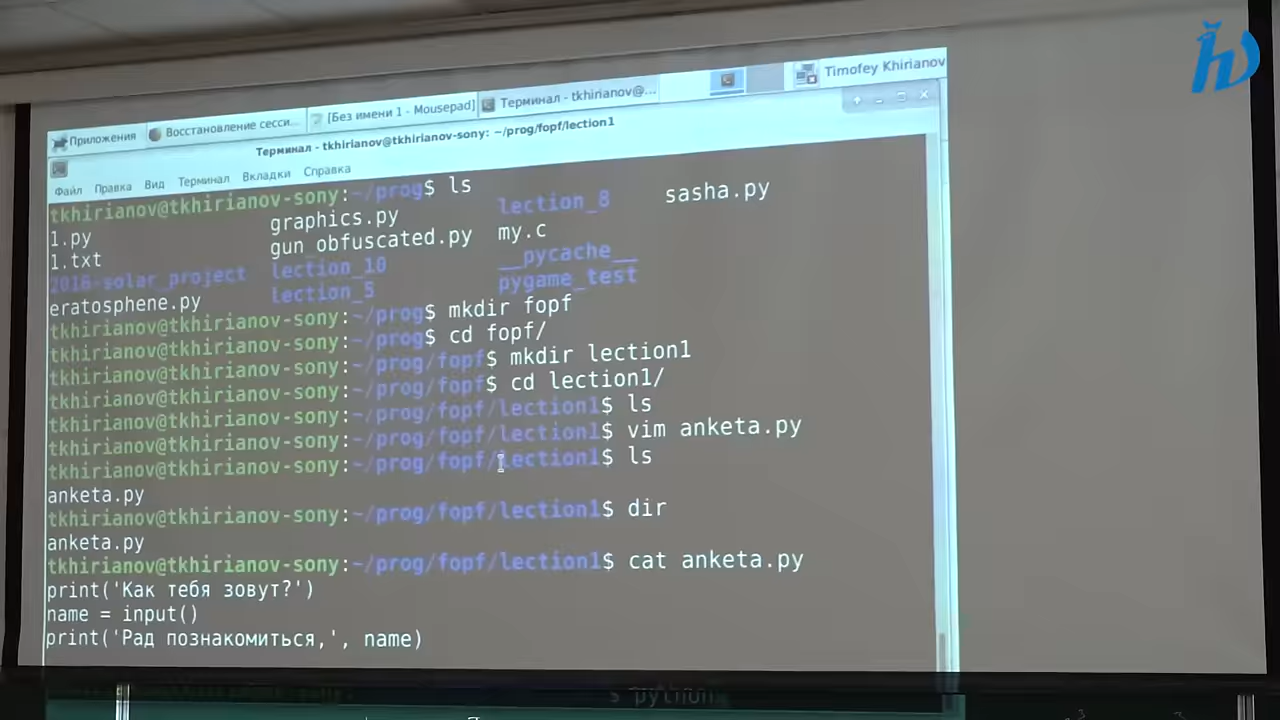 Timofey Khirianov
Приложения Восстановление сесси... [Без имени 1 - Mousepad] Терминал - tkhirianov@...
Терминал - tkhirianov@tkhirianov-sony: ~/prog/fopf/lection1
Файл Правка Вид Терминал Вкладки Справка
tkhirianov@tkhirianov-sony:~/prog$ ls
1.py graphics.py lection_8 sasha.py
1.txt gun_obfuscated.py my.c
2016-solar_project lection_10 __pycache__
eratosphene.py lection_5 pygame_test
tkhirianov@tkhirianov-sony:~/prog$ mkdir fopf
tkhirianov@tkhirianov-sony:~/prog$ cd fopf/
tkhirianov@tkhirianov-sony:~/prog/fopf$ mkdir lection1
tkhirianov@tkhirianov-sony:~/prog/fopf$ cd lection1/
tkhirianov@tkhirianov-sony:~/prog/fopf/lection1$ ls
tkhirianov@tkhirianov-sony:~/prog/fopf/lection1$ vim anketa.py
tkhirianov@tkhirianov-sony:~/prog/fopf/lection1$ ls
anketa.py
tkhirianov@tkhirianov-sony:~/prog/fopf/lection1$ dir
anketa.py
tkhirianov@tkhirianov-sony:~/prog/fopf/lection1$ cat anketa.py
print('Как тебя зовут?')
name = input()
print('Рад познакомиться,', name)
$ python